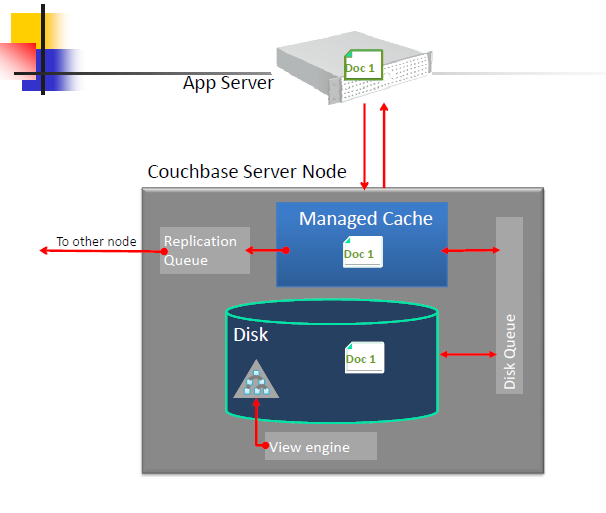 Doc 1
App Server
Couchbase Server Node
Managed Cache
To other node
Replication
Queue
Doc 1
Disk
Doc 1
Disk Queue
View engine